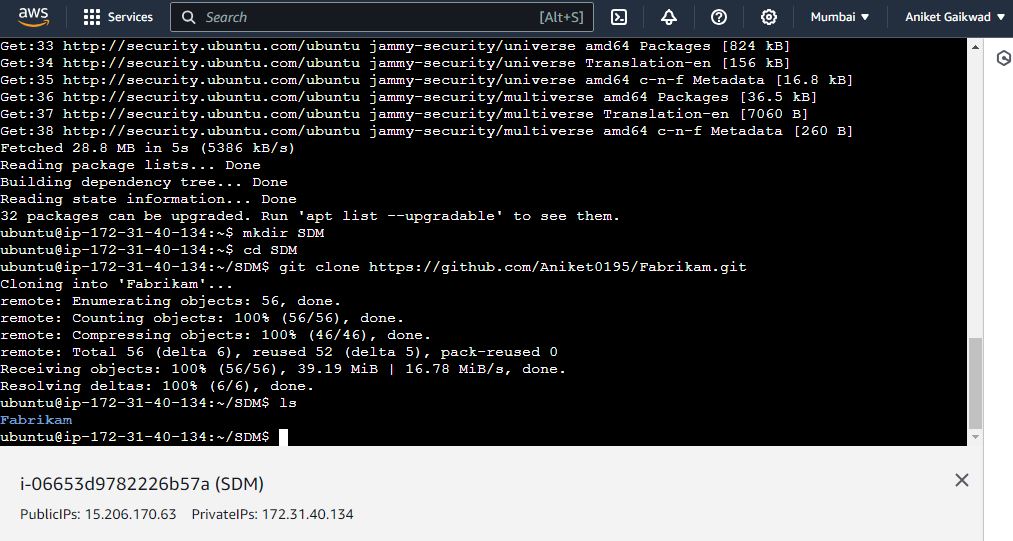 aws Services Search [Alt+S] Mumbai Aniket Gaikwad
Get:33 http://security.ubuntu.com/ubuntu jammy-security/universe amd64 Packages [824 kB]
Get:34 http://security.ubuntu.com/ubuntu jammy-security/universe Translation-en [156 kB]
Get:35 http://security.ubuntu.com/ubuntu jammy-security/universe amd64 c-n-f Metadata [16.8 kB]
Get:36 http://security.ubuntu.com/ubuntu jammy-security/multiverse amd64 Packages [36.5 kB]
Get:37 http://security.ubuntu.com/ubuntu jammy-security/multiverse Translation-en [7060 B]
Get:38 http://security.ubuntu.com/ubuntu jammy-security/multiverse amd64 c-n-f Metadata [260 B]
Fetched 28.8 MB in 5s (5386 kB/s)
Reading package lists... Done
Building dependency tree... Done
Reading state information... Done
32 packages can be upgraded. Run 'apt list --upgradable' to see them.
ubuntu@ip-172-31-40-134:~$ mkdir SDM
ubuntu@ip-172-31-40-134:~$ cd SDM
ubuntu@ip-172-31-40-134:~/SDM$ git clone https://github.com/Aniket0195/Fabrikam.git
Cloning into 'Fabrikam'...
remote: Enumerating objects: 56, done.
remote: Counting objects: 100% (56/56), done.
remote: Compressing objects: 100% (46/46), done.
remote: Total 56 (delta 6), reused 52 (delta 5), pack-reused 0
Receiving objects: 100% (56/56), 39.19 MiB | 16.78 MiB/s, done.
Resolving deltas: 100% (6/6), done.
ubuntu@ip-172-31-40-134:~/SDM$ ls
Fabrikam
ubuntu@ip-172-31-40-134:~/SDM$
i-06653d9782226b57a (SDM)
PublicIPs: 15.206.170.63 PrivateIPs: 172.31.40.134